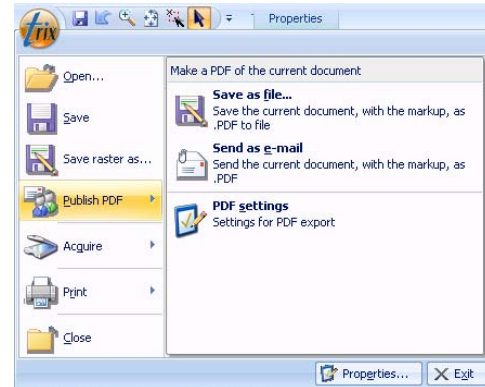 trix
Properties
Open...
Save
Save raster as...
Publish PDF
Acquire
Print
Close
Make a PDF of the current document
Save as file...
Save the current document, with the markup, as
.PDF to file
Send as e-mail
Send the current document, with the markup, as
.PDF
PDF settings
Settings for PDF export
Properties...
Exit